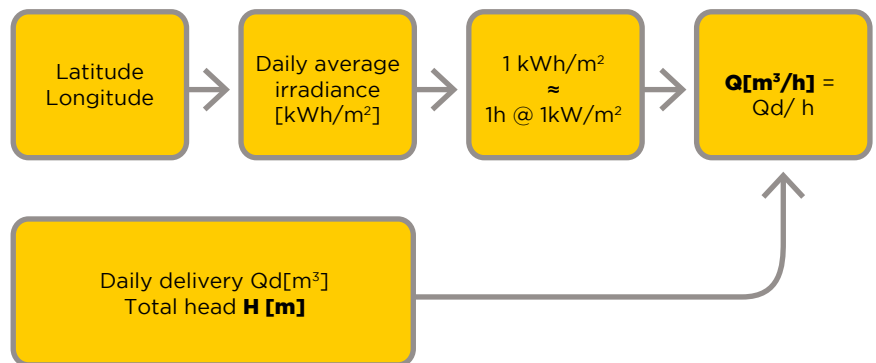 Latitude
Longitude
Daily average
irradiance
[kWh/m²]
1 kWh/m²
≈
1h @ 1kW/m²
Q[m³/h] =
Qd/ h
Daily delivery Qd[m³]
Total head H [m]